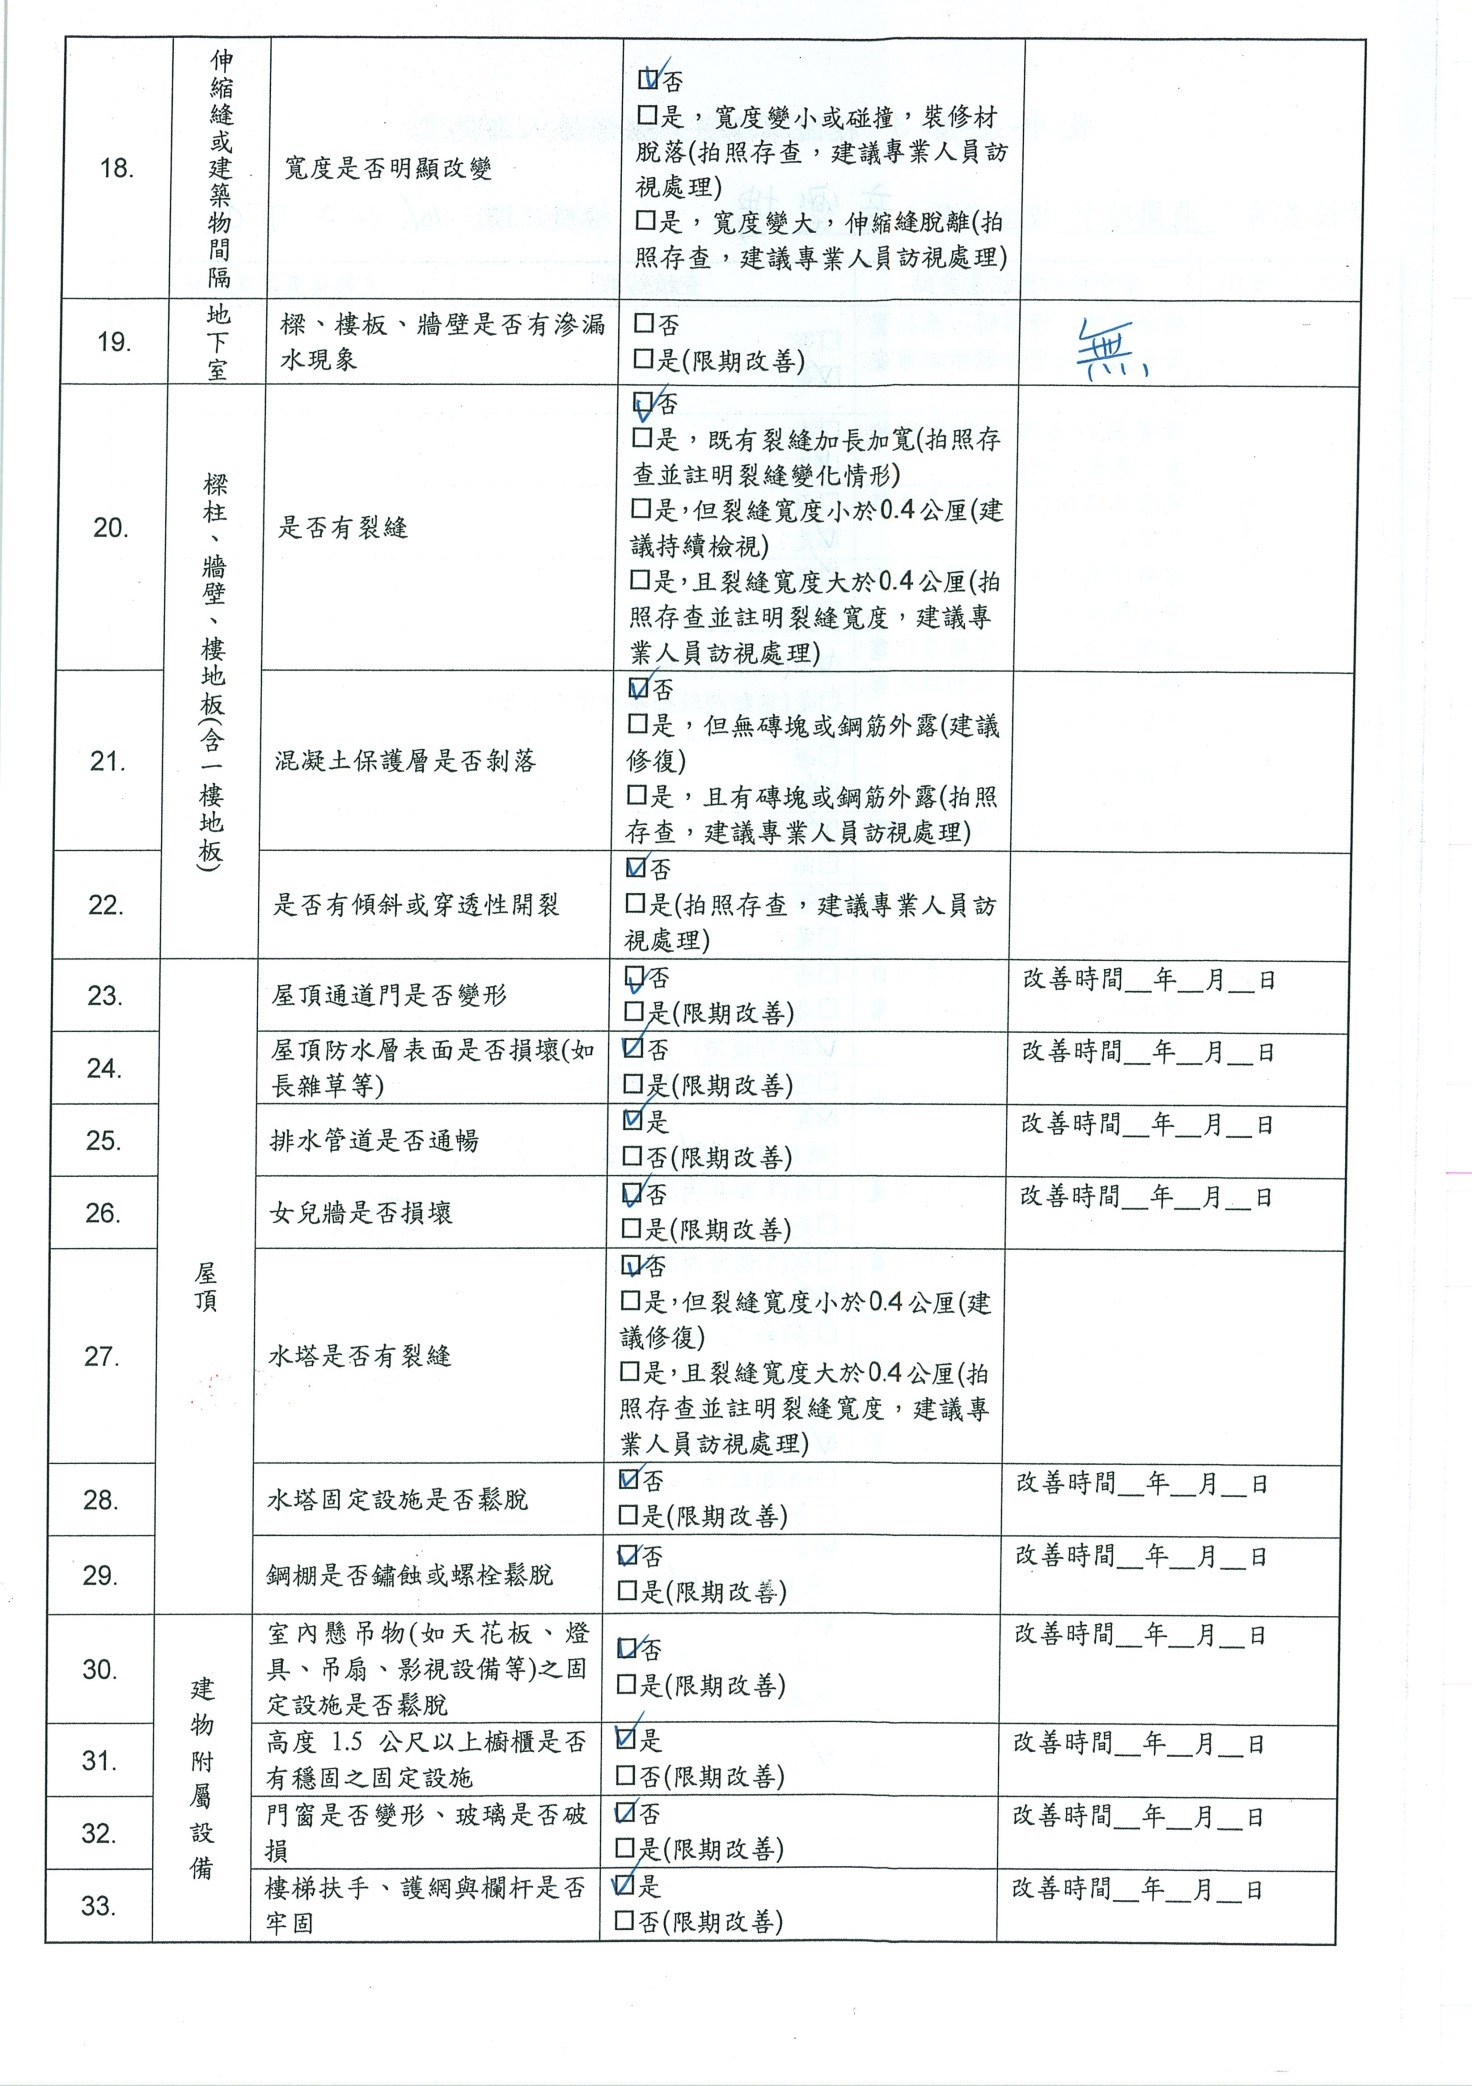 18.
伸縮縫或建築物間隔
寬度是否明顯改變
☑否
□是，寬度變小或碰撞，裝修材
脫落(拍照存查，建議專業人員訪
視處理)
□是，寬度變大，伸縮縫脫離(拍
照存查，建議專業人員訪視處理)
19.
地下室
樑、樓板、牆壁是否有滲漏
水現象
□否
□是(限期改善)
無
樑柱、牆壁、樓地板(含一樓地板)
20.
是否有裂縫
☑否
□是，既有裂縫加長加寬(拍照存
查並註明裂縫變化情形)
□是，但裂縫寬度小於0.4公厘(建
議持續檢視)
□是，且裂縫寬度大於0.4公厘(拍
照存查並註明裂縫寬度，建議專
業人員訪視處理)
21.
混凝土保護層是否剝落
☑否
□是，但無磚塊或鋼筋外露(建議
修復)
□是，且有磚塊或鋼筋外露(拍照
存查，建議專業人員訪視處理)
22.
是否有傾斜或穿透性開裂
☑否
□是(拍照存查，建議專業人員訪
視處理)
屋頂
23.
屋頂通道門是否變形
☑否
□是(限期改善)
改善時間__年__月__日
24.
屋頂防水層表面是否損壞(如
長雜草等)
☑否
□是(限期改善)
改善時間__年__月__日
25.
排水管道是否通暢
☑是
□否(限期改善)
改善時間__年__月__日
26.
女兒牆是否損壞
☑否
□是(限期改善)
改善時間__年__月__日
27.
水塔是否有裂縫
☑否
□是，但裂縫寬度小於0.4公厘(建
議修復)
□是，且裂縫寬度大於0.4公厘(拍
照存查並註明裂縫寬度，建議專
業人員訪視處理)
28.
水塔固定設施是否鬆脫
☑否
□是(限期改善)
改善時間__年__月__日
29.
鋼棚是否鏽蝕或螺栓鬆脫
☑否
□是(限期改善)
改善時間__年__月__日
建物附屬設備
30.
室內懸吊物(如天花板、燈
具、吊扇、影視設備等)之固
定設施是否鬆脫
☑否
□是(限期改善)
改善時間__年__月__日
31.
高度 1.5 公尺以上櫥櫃是否
有穩固之固定設施
☑是
□否(限期改善)
改善時間__年__月__日
32.
門窗是否變形、玻璃是否破
損
☑否
□是(限期改善)
改善時間__年__月__日
33.
樓梯扶手、護網與欄杆是否
牢固
☑是
□否(限期改善)
改善時間__年__月__日